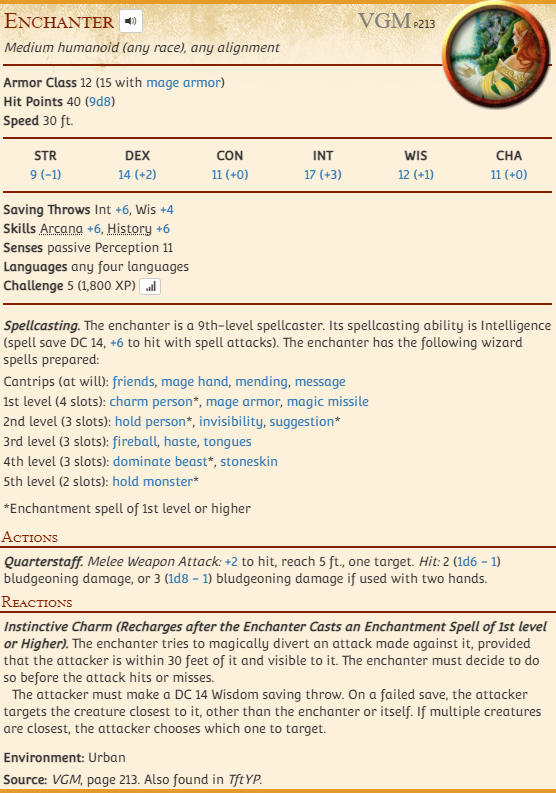 Enchanter VGM p213
Medium humanoid (any race), any alignment
Armor Class 12 (15 with mage armor)
Hit Points 40 (9d8)
Speed 30 ft.
STR DEX CON INT WIS CHA
9 (−1) 14 (+2) 11 (+0) 17 (+3) 12 (+1) 11 (+0)
Saving Throws Int +6, Wis +4
Skills Arcana +6, History +6
Senses passive Perception 11
Languages any four languages
Challenge 5 (1,800 XP)
Spellcasting. The enchanter is a 9th-level spellcaster. Its spellcasting ability is Intelligence
(spell save DC 14, +6 to hit with spell attacks). The enchanter has the following wizard
spells prepared:
Cantrips (at will): friends, mage hand, mending, message
1st level (4 slots): charm person*, mage armor, magic missile
2nd level (3 slots): hold person*, invisibility, suggestion*
3rd level (3 slots): fireball, haste, tongues
4th level (3 slots): dominate beast*, stoneskin
5th level (2 slots): hold monster*
*Enchantment spell of 1st level or higher
Actions
Quarterstaff. Melee Weapon Attack: +2 to hit, reach 5 ft., one target. Hit: 2 (1d6 − 1)
bludgeoning damage, or 3 (1d8 − 1) bludgeoning damage if used with two hands.
Reactions
Instinctive Charm (Recharges after the Enchanter Casts an Enchantment Spell of 1st level
or Higher). The enchanter tries to magically divert an attack made against it, provided
that the attacker is within 30 feet of it and visible to it. The enchanter must decide to do
so before the attack hits or misses.
The attacker must make a DC 14 Wisdom saving throw. On a failed save, the attacker
targets the creature closest to it, other than the enchanter or itself. If multiple creatures
are closest, the attacker chooses which one to target.
Environment: Urban
Source: VGM, page 213. Also found in TftYP.